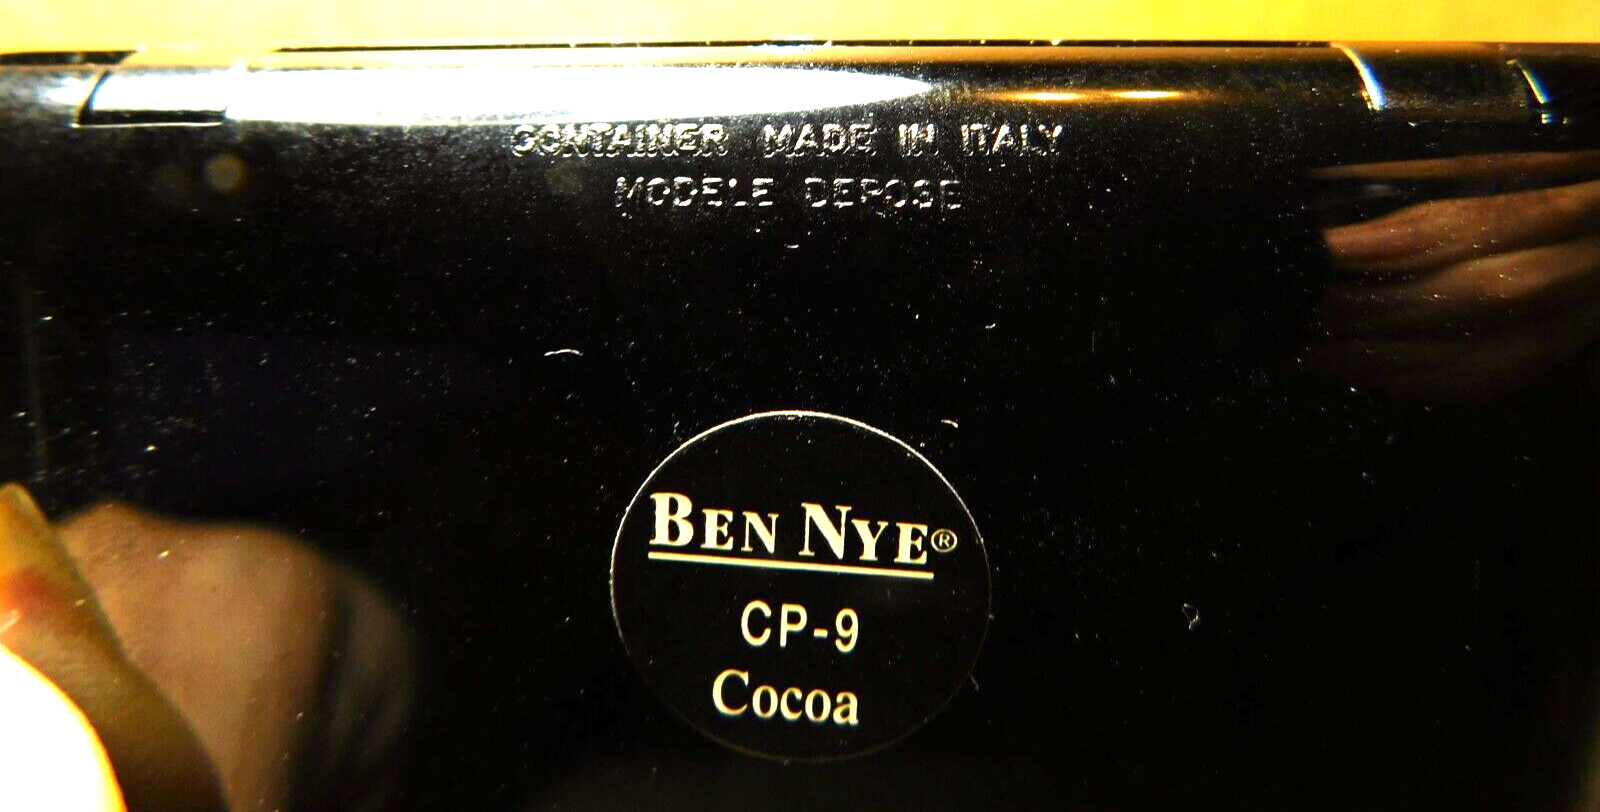 CONTAINER MADE IN ITALY
MODELE DEPOSE
BEN NYE®
CP-9
Cocoa